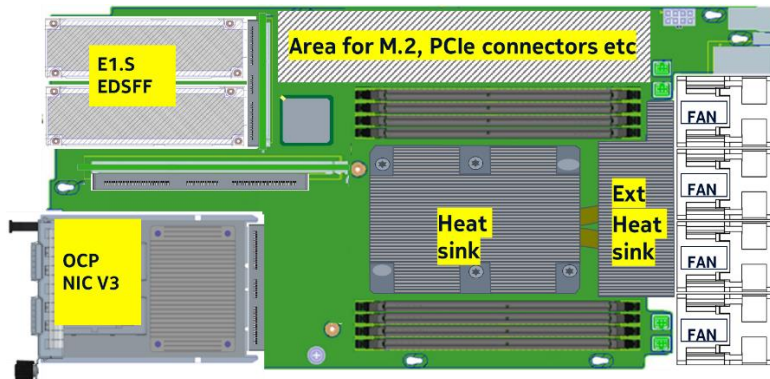 E1.S
EDSFF
Area for M.2, PCIe connectors etc
FAN
FAN
Ext
Heat
sink
Heat
sink
OCP
NIC V3
FAN
FAN